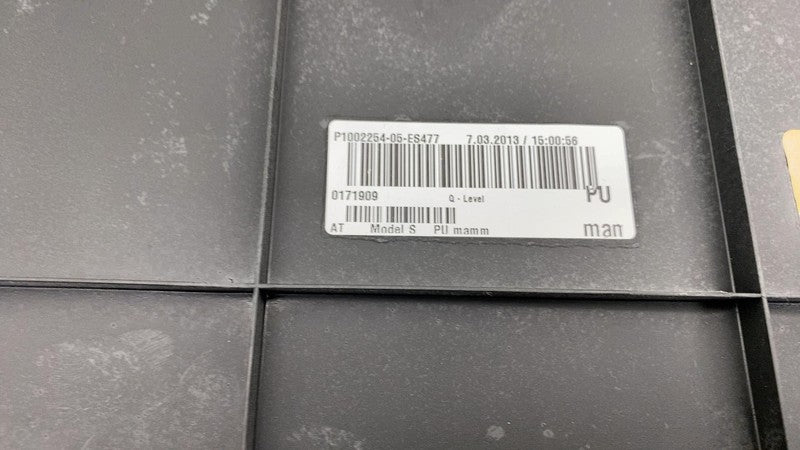 P1002254-05-ES477 7.03.2013 / 15:00:56
0171909 Q - Level PU
AT Model S PU mamm man